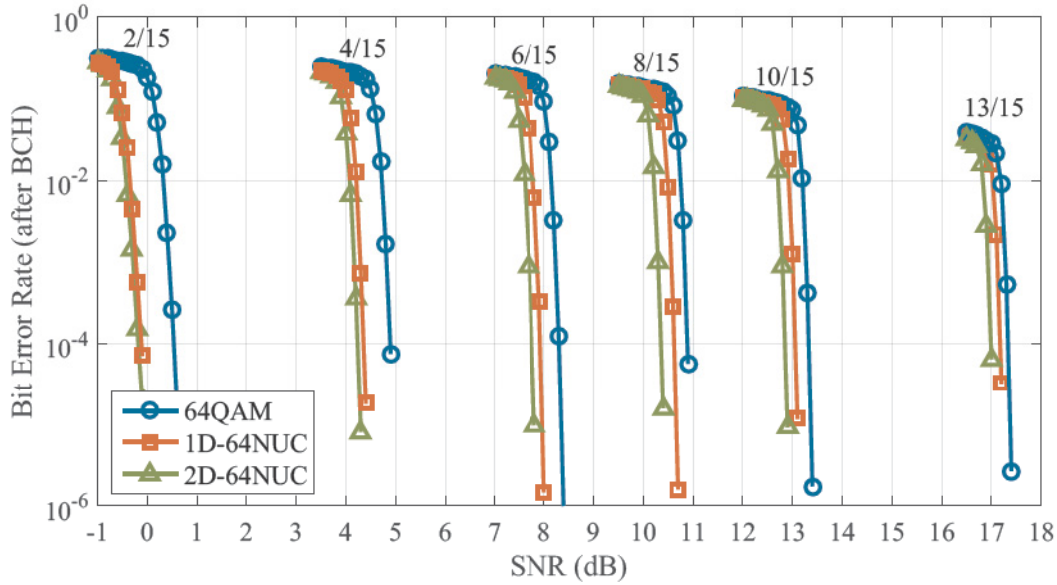 10^0
10^-2
10^-4
10^-6
Bit Error Rate (after BCH)
2/15
4/15
6/15
8/15
10/15
13/15
64QAM
1D-64NUC
2D-64NUC
-1 0 1 2 3 4 5 6 7 8 9 10 11 12 13 14 15 16 17 18
SNR (dB)